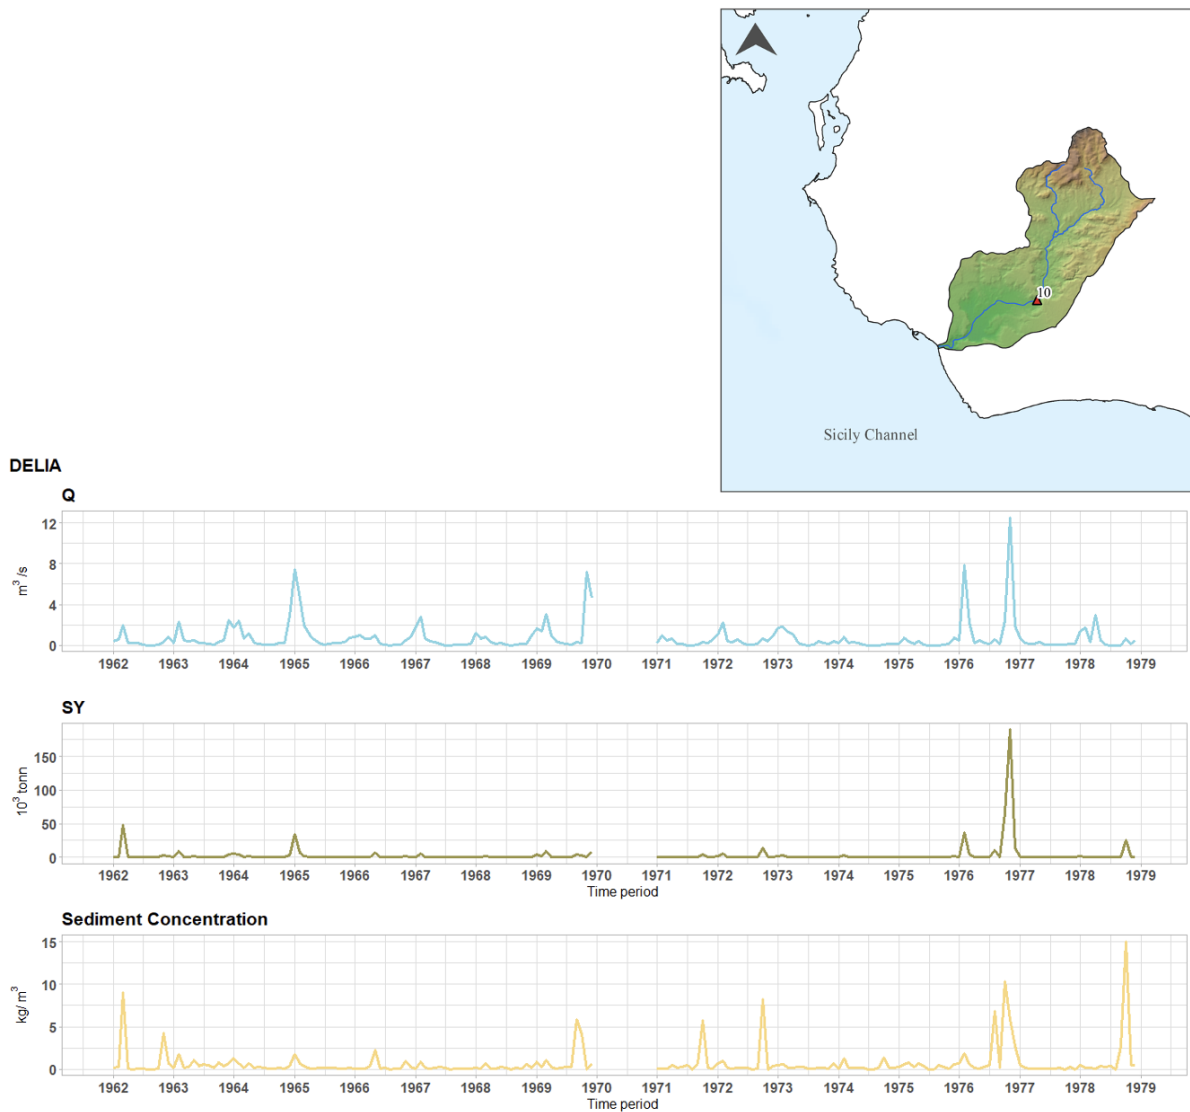 10
Sicily Channel
DELIA
Q
m³ /s
12
8
4
0
1962 1963 1964 1965 1966 1967 1968 1969 1970 1971 1972 1973 1974 1975 1976 1977 1978 1979
SY
10³ tonn
150
100
50
0
1962 1963 1964 1965 1966 1967 1968 1969 1970 1971 1972 1973 1974 1975 1976 1977 1978 1979
Time period
Sediment Concentration
kg/ m³
15
10
5
0
1962 1963 1964 1965 1966 1967 1968 1969 1970 1971 1972 1973 1974 1975 1976 1977 1978 1979
Time period